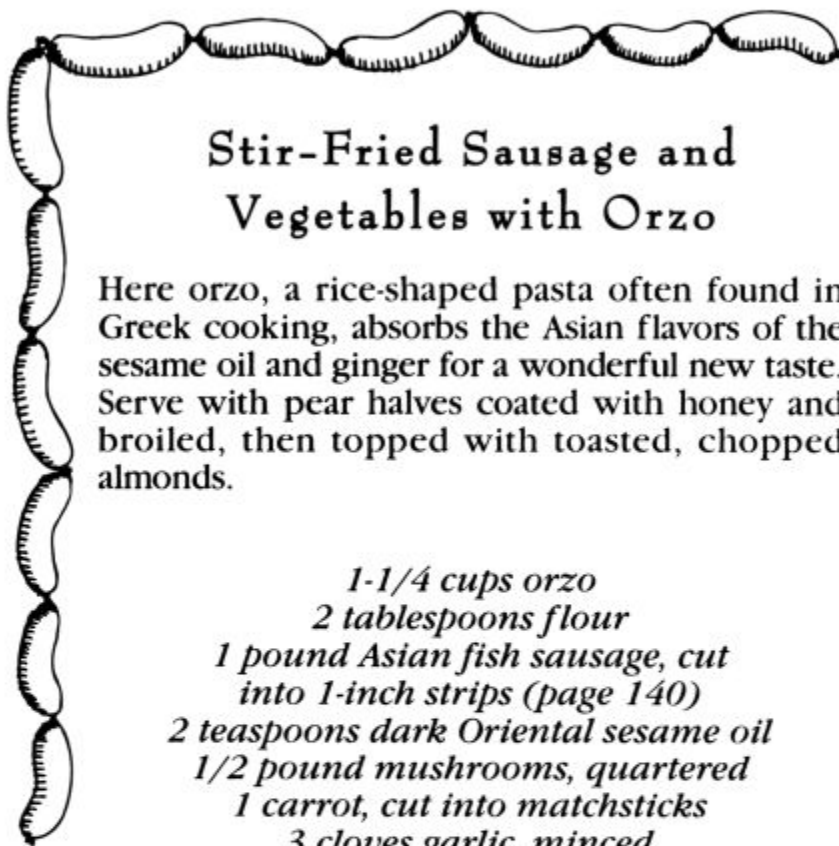 Stir-Fried Sausage and
Vegetables with Orzo
Here orzo, a rice-shaped pasta often found in
Greek cooking, absorbs the Asian flavors of the
sesame oil and ginger for a wonderful new taste.
Serve with pear halves coated with honey and
broiled, then topped with toasted, chopped
almonds.
1-1/4 cups orzo
2 tablespoons flour
1 pound Asian fish sausage, cut
into 1-inch strips (page 140)
2 teaspoons dark Oriental sesame oil
1/2 pound mushrooms, quartered
1 carrot, cut into matchsticks
3 cloves garlic, minced